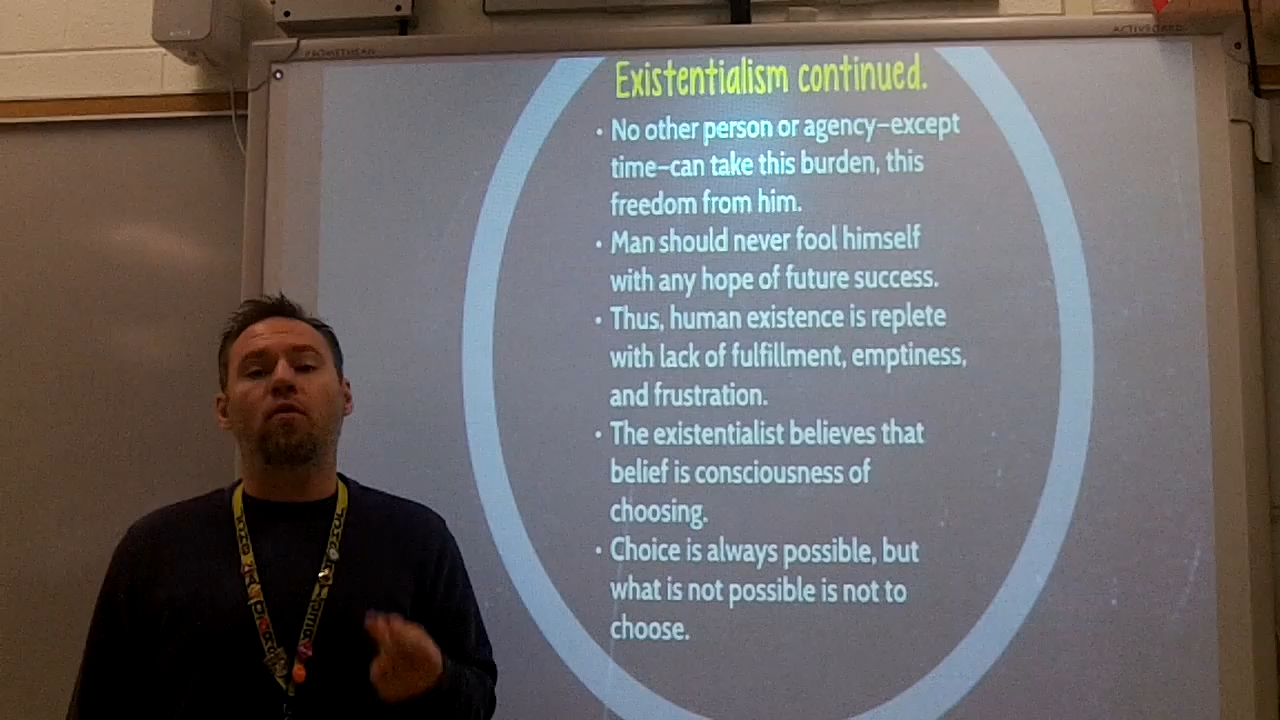 PROMETHEAN
ACTIVBOARD
Existentialism continued.
• No other person or agency–except
time–can take this burden, this
freedom from him.
• Man should never fool himself
with any hope of future success.
• Thus, human existence is replete
with lack of fulfillment, emptiness,
and frustration.
• The existentialist believes that
belief is consciousness of
choosing.
• Choice is always possible, but
what is not possible is not to
choose.